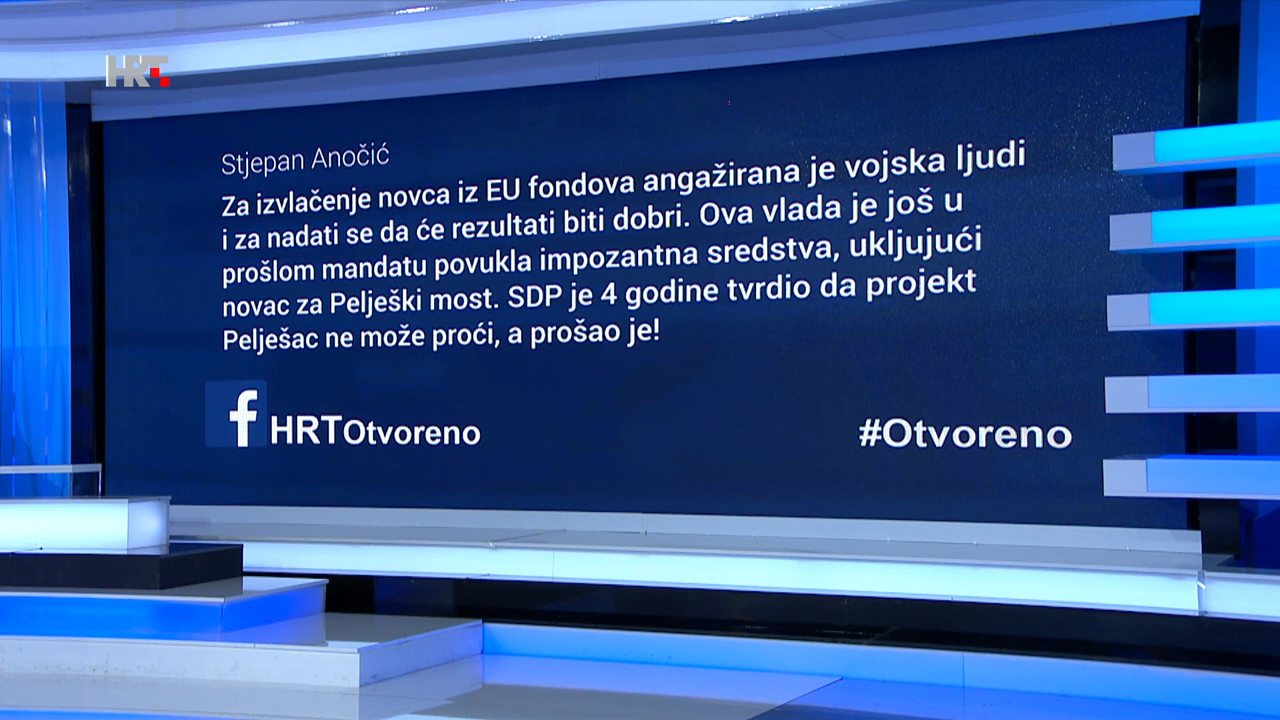 HRT
Stjepan Anočić
Za izvlačenje novca iz EU fondova angažirana je vojska ljudi
i za nadati se da će rezultati biti dobri. Ova vlada je još u
prošlom mandatu povukla impozantna sredstva, ukljujući
novac za Pelješki most. SDP je 4 godine tvrdio da projekt
Pelješac ne može proći, a prošao je!
f HRTOtvoreno
#Otvoreno